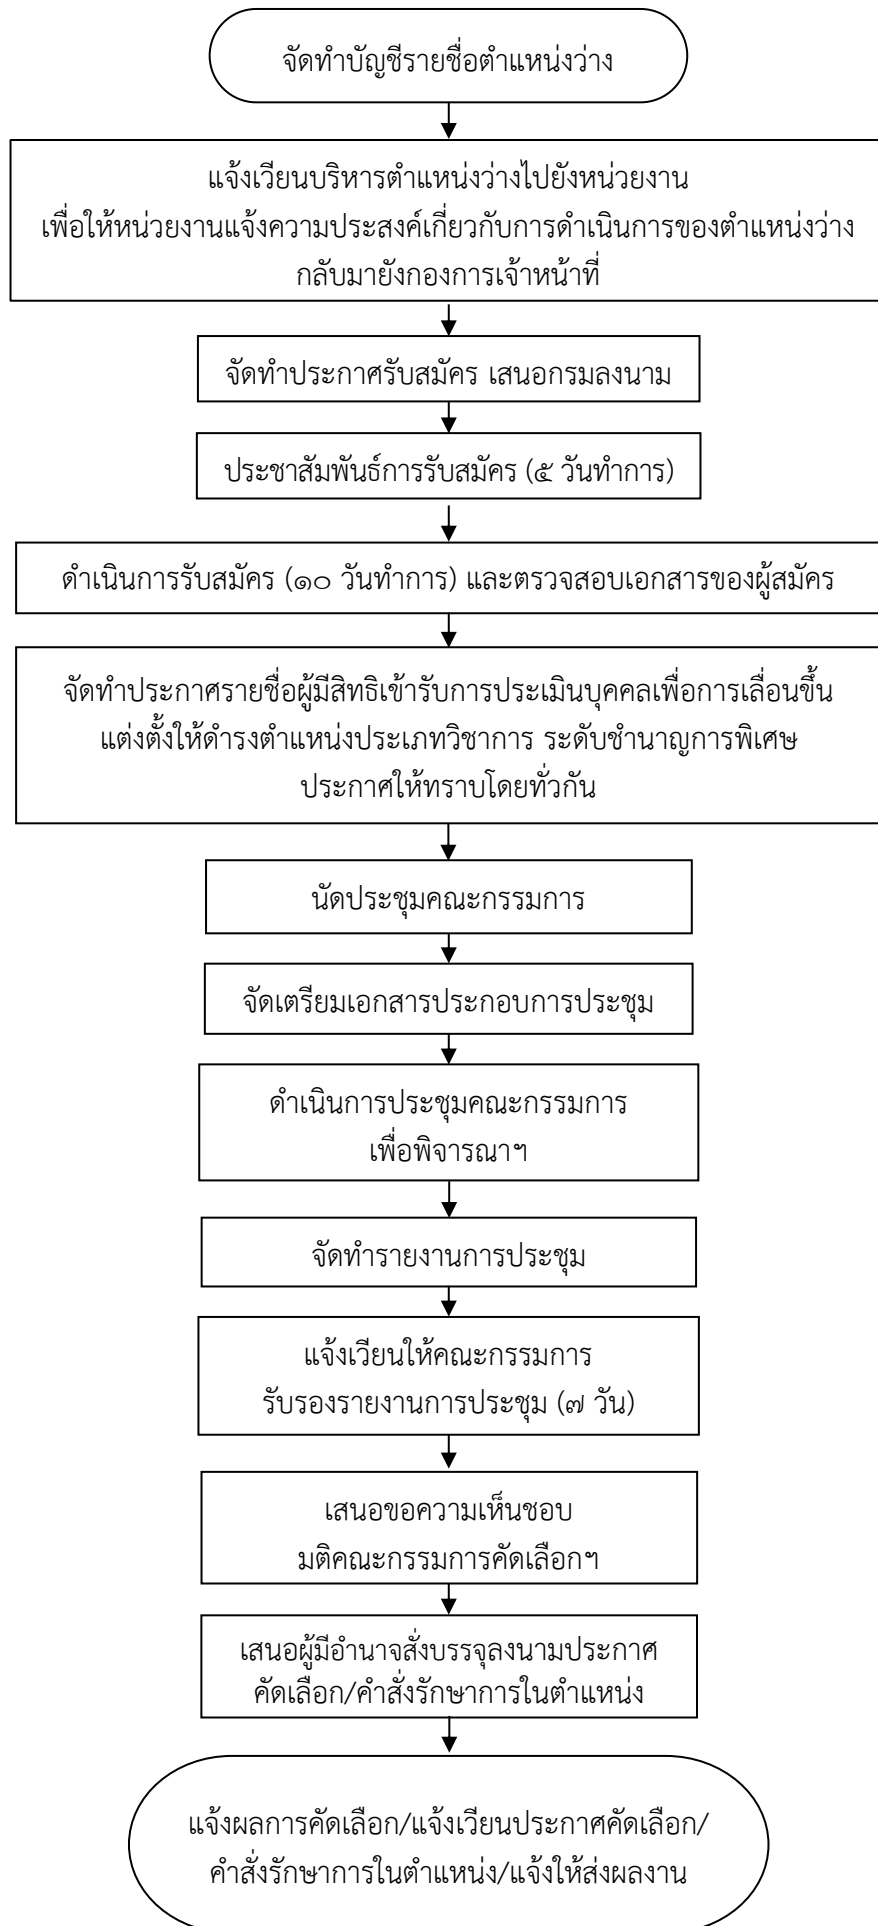 จัดทำบัญชีรายชื่อตำแหน่งว่าง
แจ้งเวียนบริหารตำแหน่งว่างไปยังหน่วยงาน
เพื่อให้หน่วยงานแจ้งความประสงค์เกี่ยวกับการดำเนินการของตำแหน่งว่าง
กลับมายังกองการเจ้าหน้าที่
จัดทำประกาศรับสมัคร เสนอกรมลงนาม
ประชาสัมพันธ์การรับสมัคร (๕ วันทำการ)
ดำเนินการรับสมัคร (๑๐ วันทำการ) และตรวจสอบเอกสารของผู้สมัคร
จัดทำประกาศรายชื่อผู้มีสิทธิเข้ารับการประเมินบุคคลเพื่อการเลื่อนขึ้น
แต่งตั้งให้ดำรงตำแหน่งประเภทวิชาการ ระดับชำนาญการพิเศษ
ประกาศให้ทราบโดยทั่วกัน
นัดประชุมคณะกรรมการ
จัดเตรียมเอกสารประกอบการประชุม
ดำเนินการประชุมคณะกรรมการ
เพื่อพิจารณาฯ
จัดทำรายงานการประชุม
แจ้งเวียนให้คณะกรรมการ
รับรองรายงานการประชุม (๗ วัน)
เสนอขอความเห็นชอบ
มติคณะกรรมการคัดเลือกฯ
เสนอผู้มีอำนาจสั่งบรรจุลงนามประกาศ
คัดเลือก/คำสั่งรักษาการในตำแหน่ง
แจ้งผลการคัดเลือก/แจ้งเวียนประกาศคัดเลือก/
คำสั่งรักษาการในตำแหน่ง/แจ้งให้ส่งผลงาน